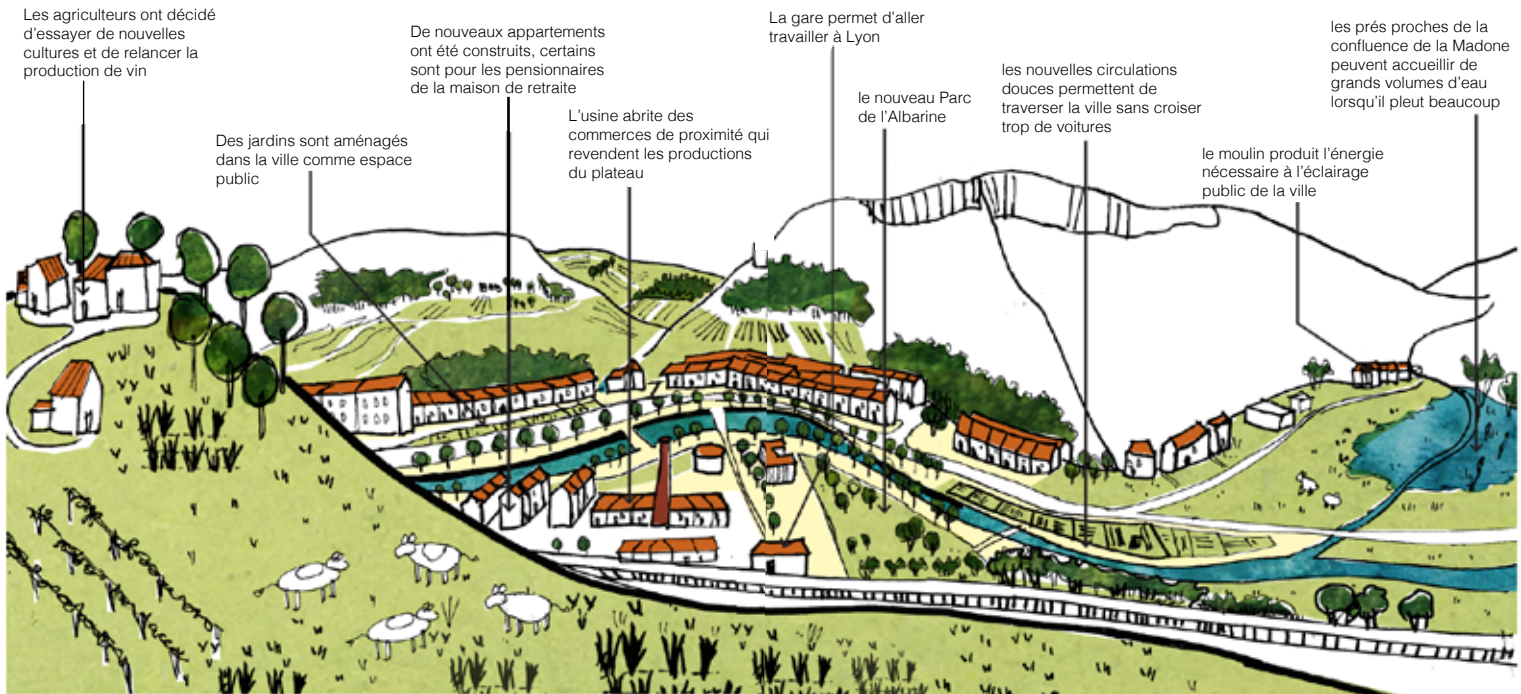 Les agriculteurs ont décidé
d'essayer de nouvelles
cultures et de relancer la
production de vin
Des jardins sont aménagés
dans la ville comme espace
public
De nouveaux appartements
ont été construits, certains
sont pour les pensionnaires
de la maison de retraite
L'usine abrite des
commerces de proximité qui
revendent les productions
du plateau
La gare permet d'aller
travailler à Lyon
le nouveau Parc
de l'Albarine
les nouvelles circulations
douces permettent de
traverser la ville sans croiser
trop de voitures
le moulin produit l'énergie
nécessaire à l'éclairage
public de la ville
les prés proches de la
confluence de la Madone
peuvent accueillir de
grands volumes d'eau
lorsqu'il pleut beaucoup